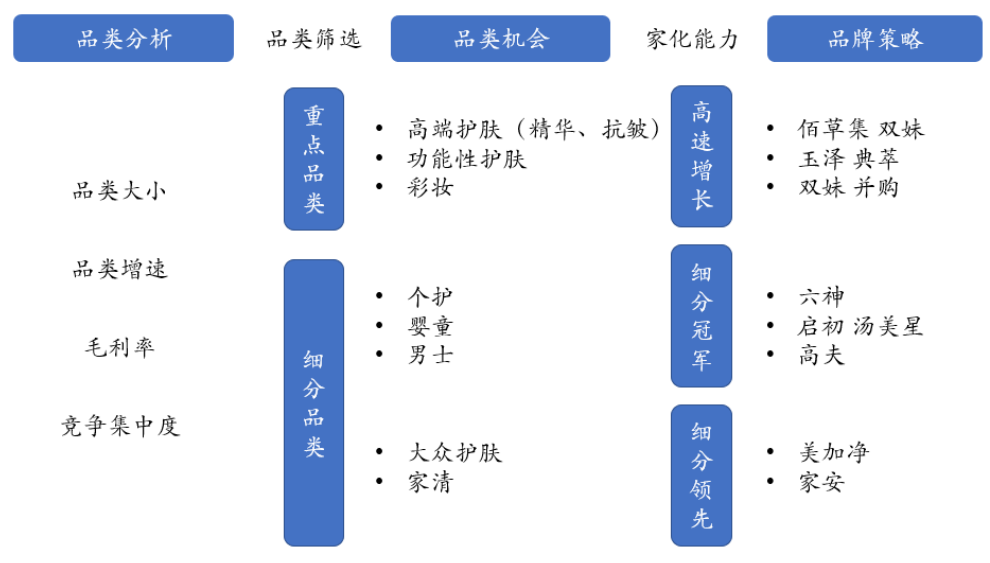 品类分析
品类筛选
品类机会
家化能力
品牌策略
品类大小
品类增速
毛利率
竞争集中度
重点品类
• 高端护肤（精华、抗皱）
• 功能性护肤
• 彩妆
高速增长
• 佰草集 双妹
• 玉泽 典萃
• 双妹 并购
细分品类
• 个护
• 婴童
• 男士
细分冠军
• 六神
• 启初 汤美星
• 高夫
• 大众护肤
• 家清
细分领先
• 美加净
• 家安